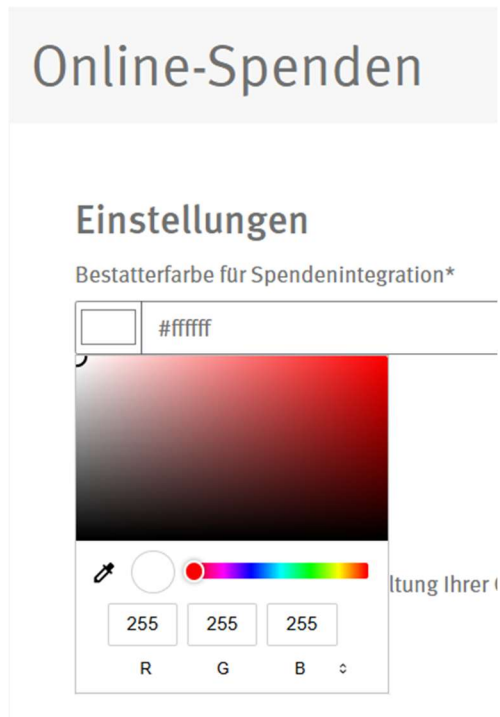 Online-Spenden
Einstellungen
Bestatterfarbe für Spendenintegration*
#ffffff
ltung Ihrer
255 255 255
R G B